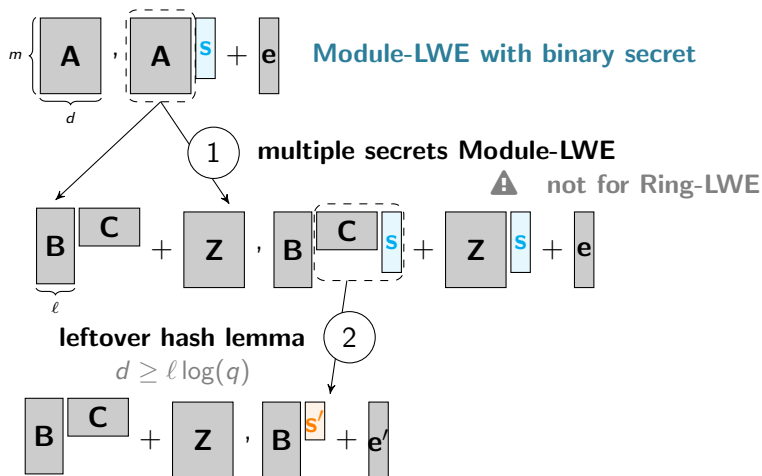 m A , A s + e Module-LWE with binary secret
d
1 multiple secrets Module-LWE
! not for Ring-LWE
B C + Z , B C s + Z s + e
ℓ
leftover hash lemma 2
d ≥ ℓ log(q)
B C + Z , B s′ + e′